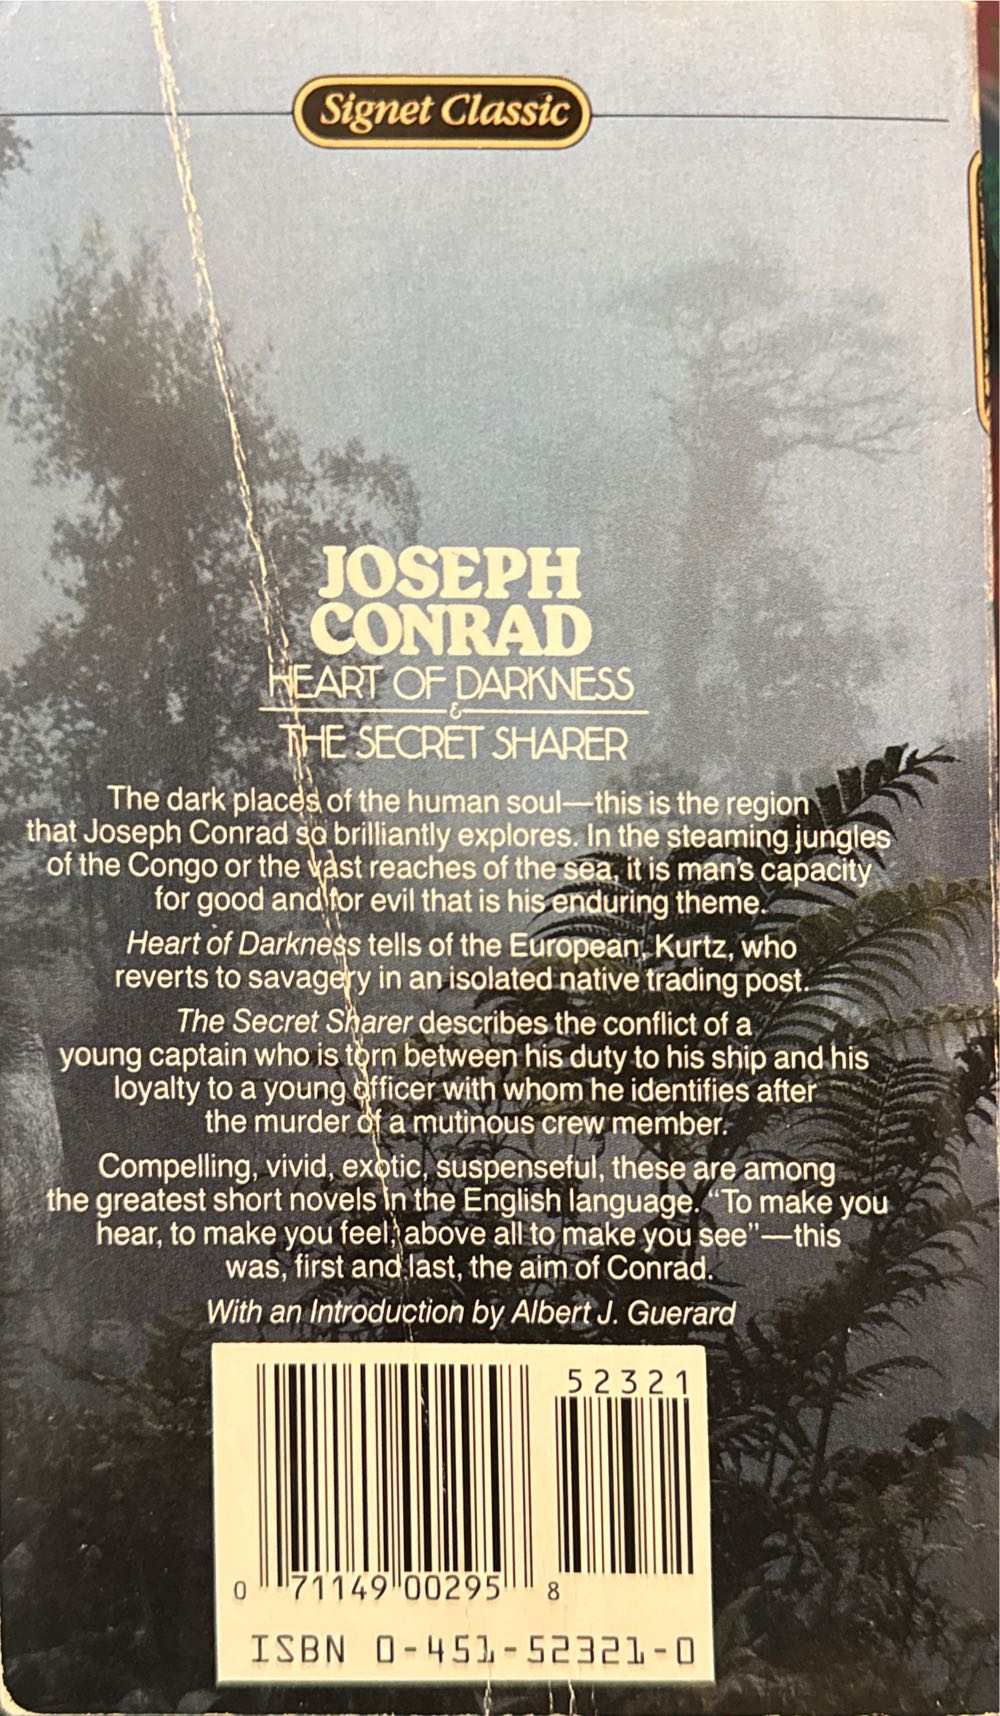 Signet Classic
JOSEPH
CONRAD
HEART OF DARKNESS
&
THE SECRET SHARER
The dark places of the human soul—this is the region
that Joseph Conrad so brilliantly explores. In the steaming jungles
of the Congo or the vast reaches of the sea, it is man's capacity
for good and for evil that is his enduring theme.
Heart of Darkness tells of the European, Kurtz, who
reverts to savagery in an isolated native trading post.
The Secret Sharer describes the conflict of a
young captain who is torn between his duty to his ship and his
loyalty to a young officer with whom he identifies after
the murder of a mutinous crew member.
Compelling, vivid, exotic, suspenseful, these are among
the greatest short novels in the English language. "To make you
hear, to make you feel, above all to make you see"—this
was, first and last, the aim of Conrad.
With an Introduction by Albert J. Guerard
52321
0 71149 00295 8
ISBN 0-451-52321-0